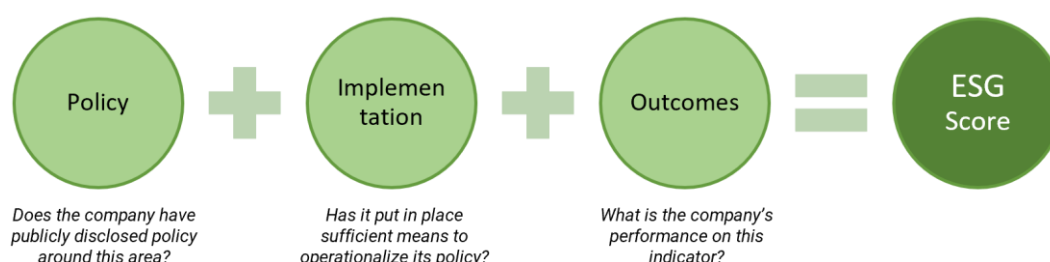 Policy
Implemen
tation
Outcomes
ESG
Score
Does the company have
publicly disclosed policy
around this area?
Has it put in place
sufficient means to
operationalize its policy?
What is the company's
performance on this
indicator?